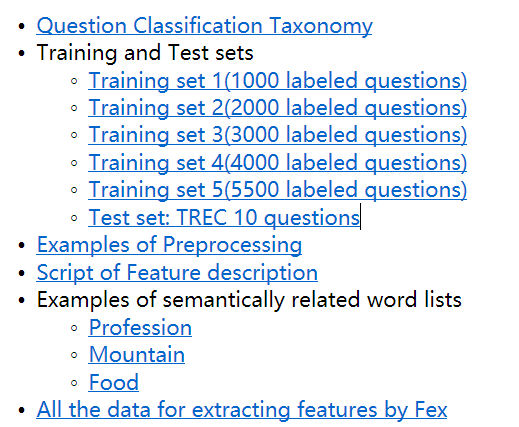 Question Classification Taxonomy
Training and Test sets
Training set 1(1000 labeled questions)
Training set 2(2000 labeled questions)
Training set 3(3000 labeled questions)
Training set 4(4000 labeled questions)
Training set 5(5500 labeled questions)
Test set: TREC 10 questions
Examples of Preprocessing
Script of Feature description
Examples of semantically related word lists
Profession
Mountain
Food
All the data for extracting features by Fex